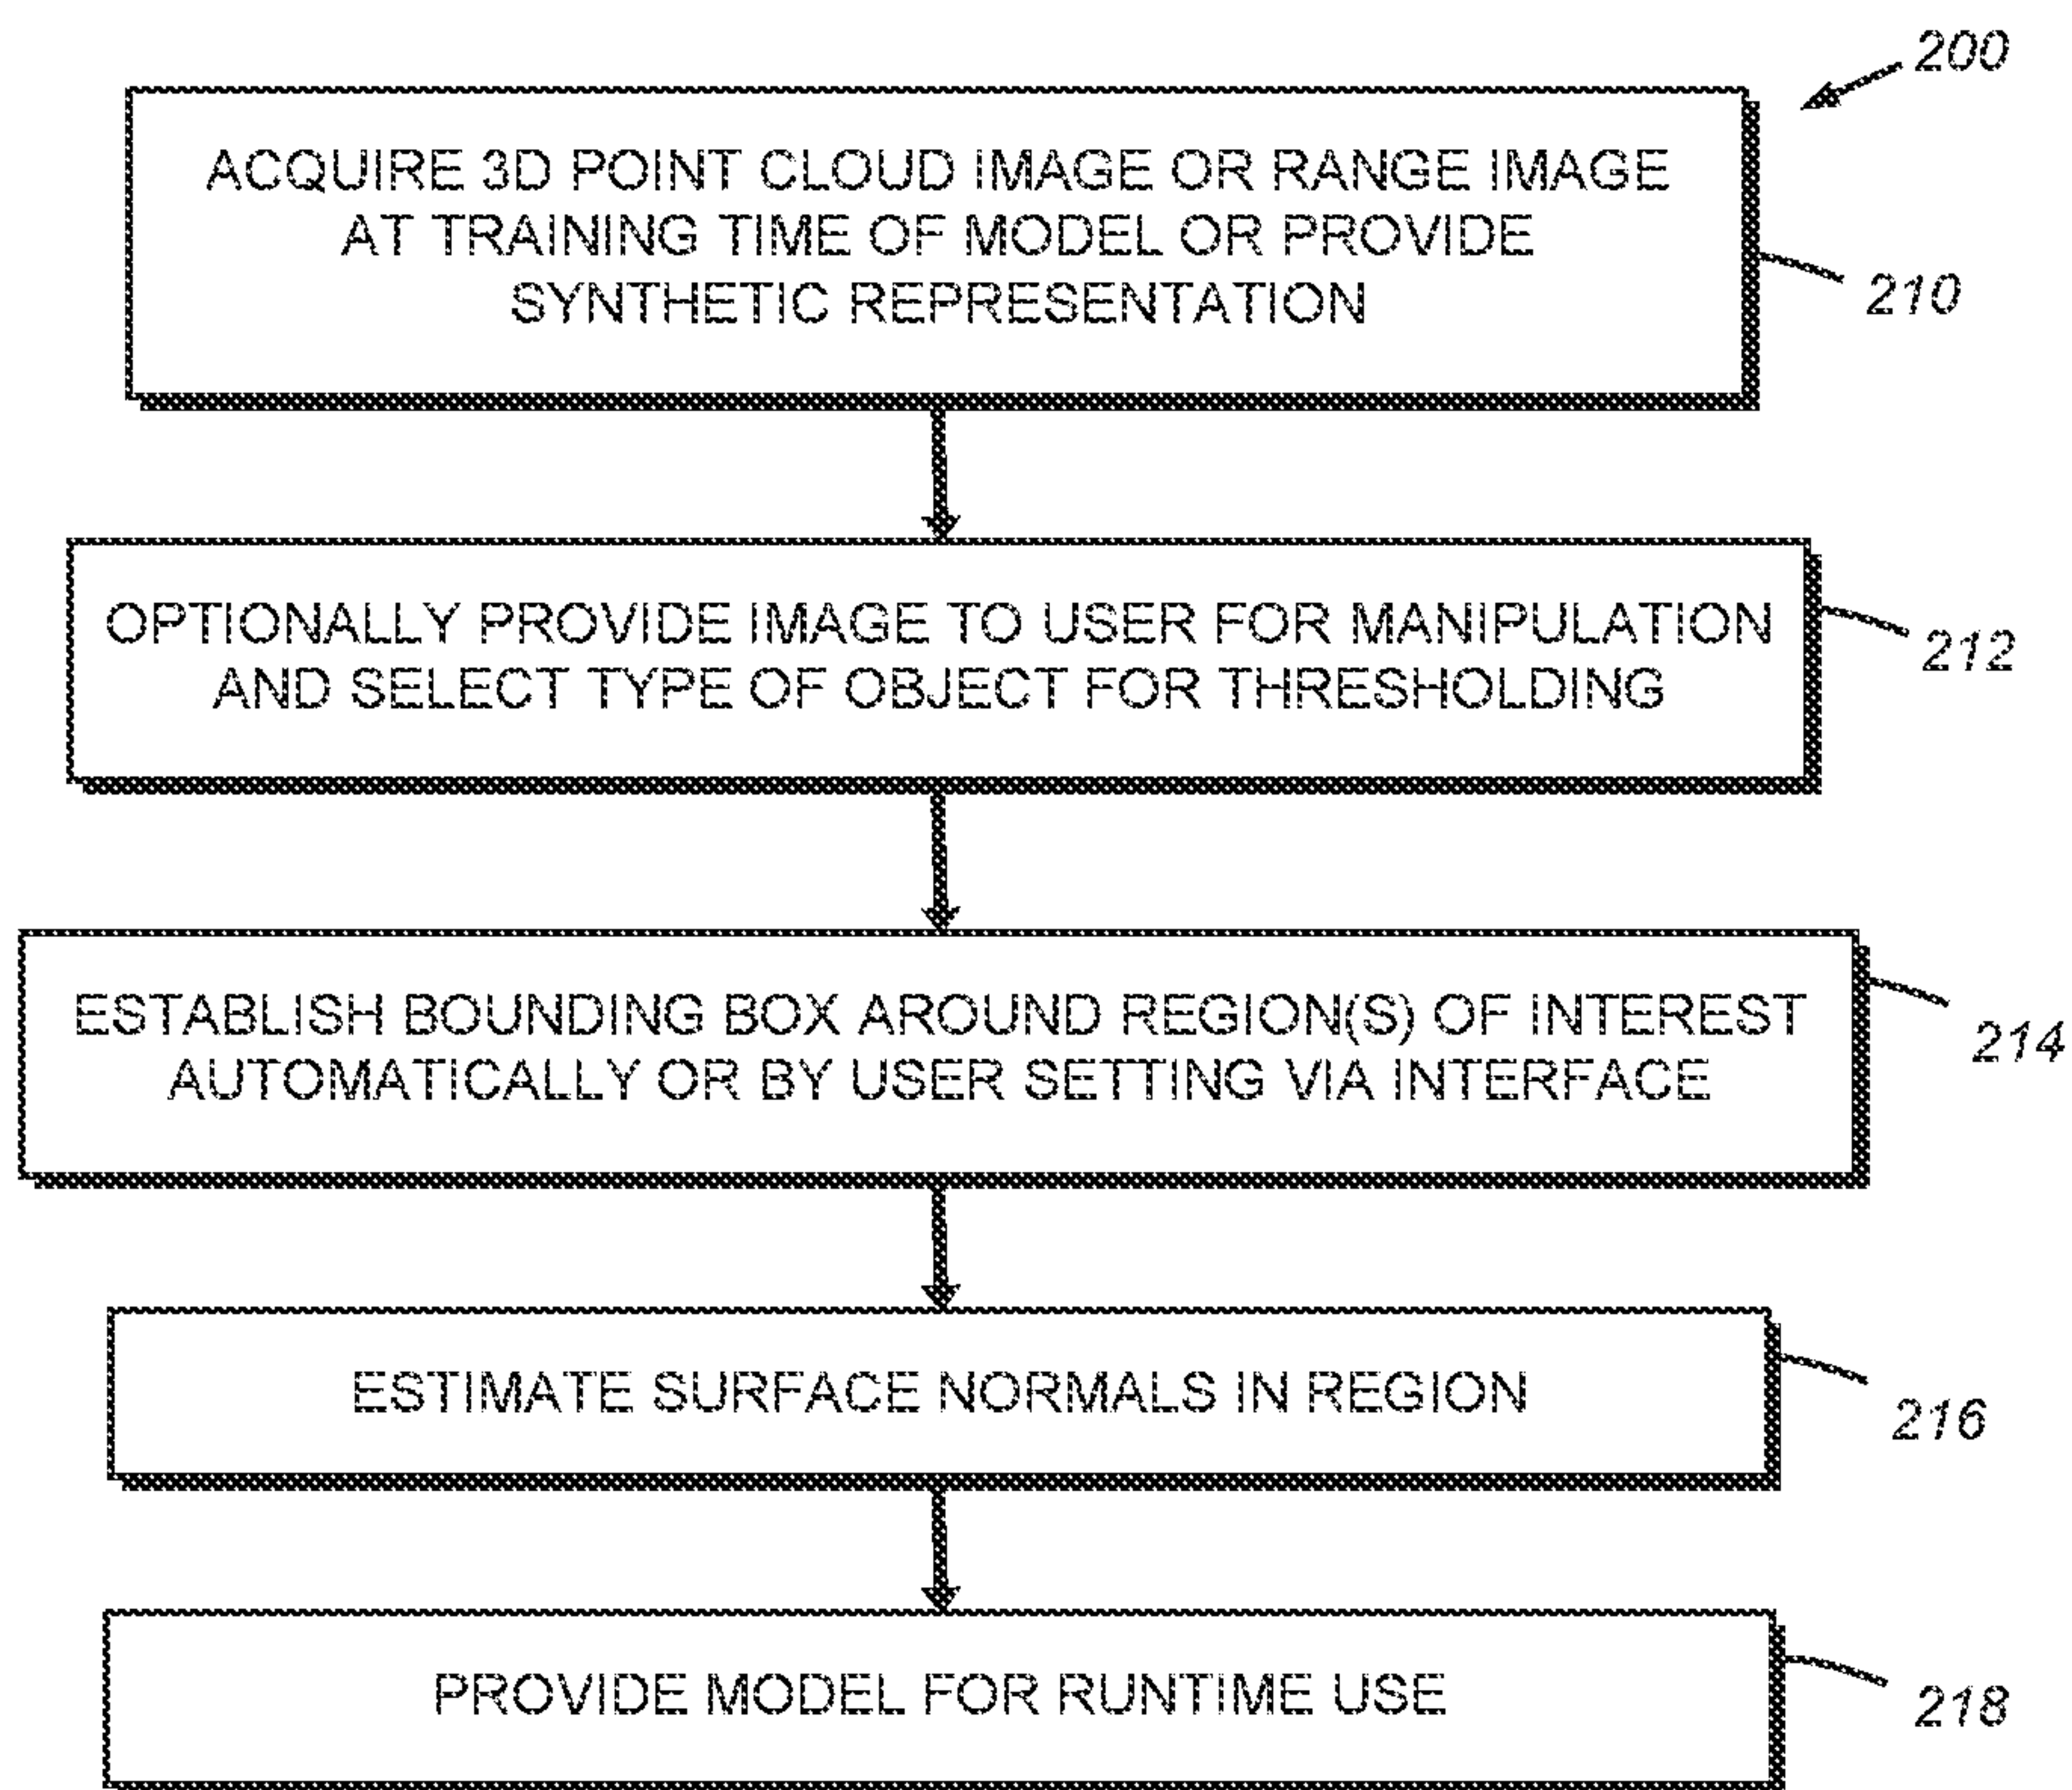 200
ACQUIRE 3D POINT CLOUD IMAGE OR RANGE IMAGE
AT TRAINING TIME OF MODEL OR PROVIDE
SYNTHETIC REPRESENTATION
210
OPTIONALLY PROVIDE IMAGE TO USER FOR MANIPULATION
AND SELECT TYPE OF OBJECT FOR THRESHOLDING
212
ESTABLISH BOUNDING BOX AROUND REGION(S) OF INTEREST
AUTOMATICALLY OR BY USER SETTING VIA INTERFACE
214
ESTIMATE SURFACE NORMALS IN REGION
216
PROVIDE MODEL FOR RUNTIME USE
218